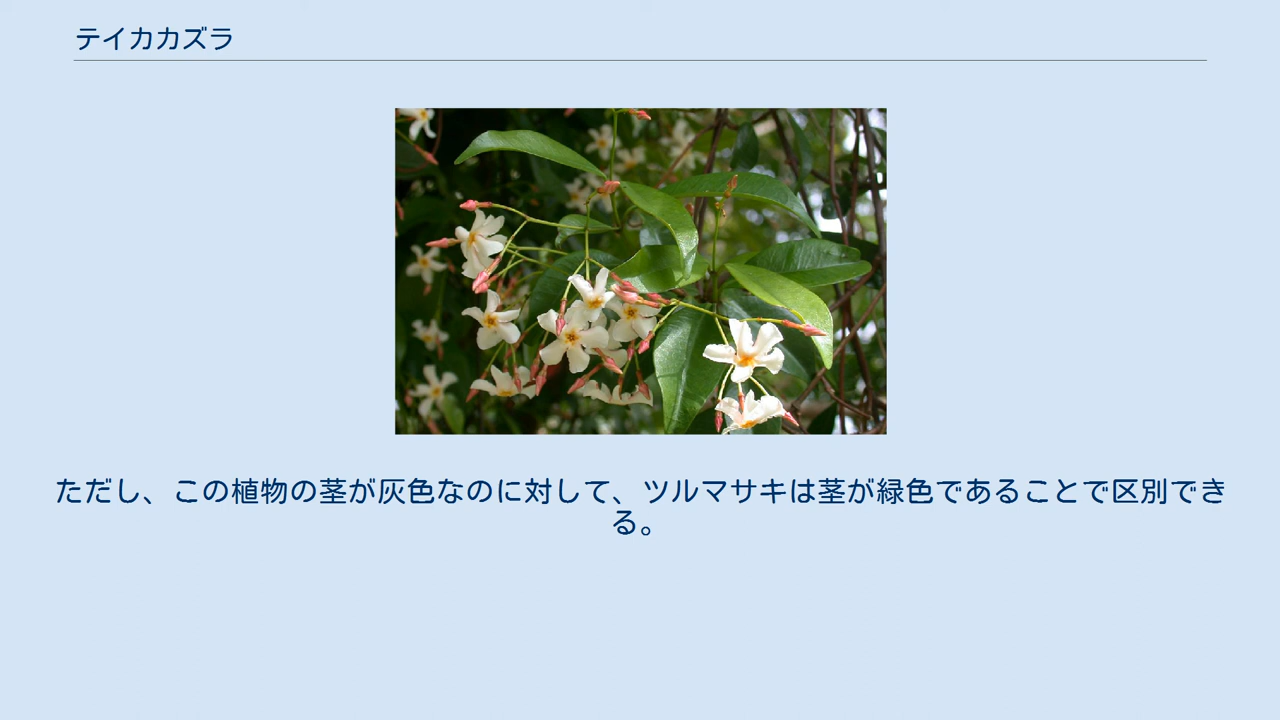 テイカカズラ
ただし、この植物の茎が灰色なのに対して、ツルマサキは茎が緑色であることで区別でき
る。